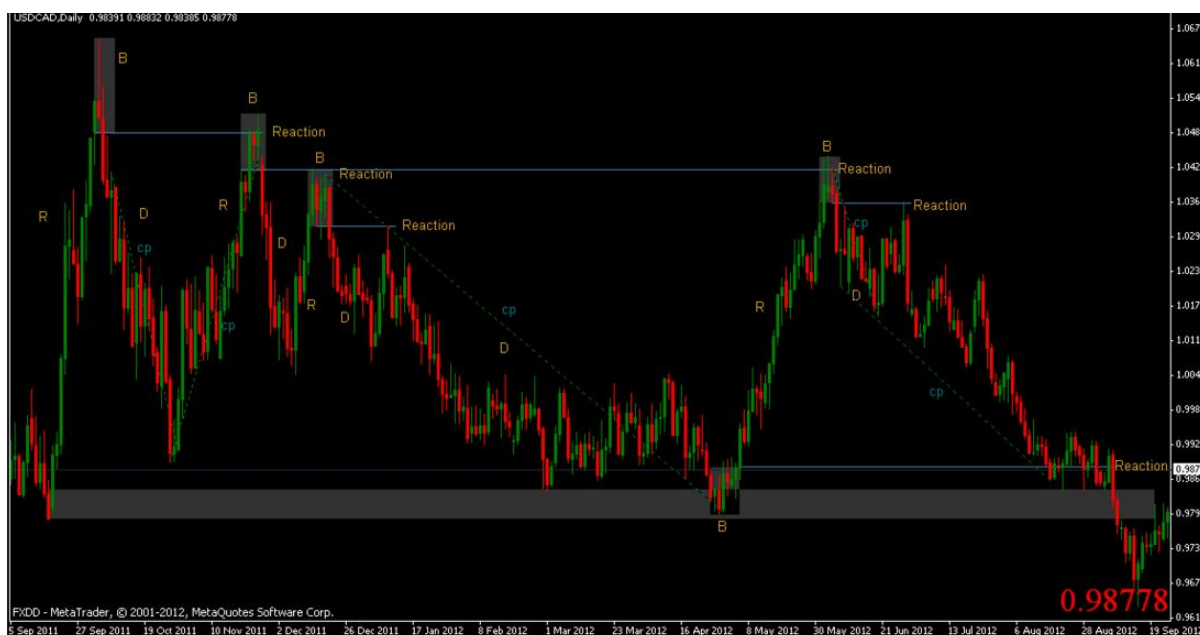 USDCAD,Daily 0.98391 0.98832 0.98385 0.98778
B
B
Reaction
B
Reaction
Reaction
B
Reaction
Reaction
R
D
cp
R
cp
D
R
D
cp
D
R
cp
D
cp
Reaction
B
0.98778
FXDD - MetaTrader, © 2001-2012, MetaQuotes Software Corp.
1.067
1.061
1.054
1.048
1.042
1.036
1.029
1.023
1.017
1.011
1.004
0.998
0.992
0.987
0.986
0.979
0.973
0.967
0.961
5 Sep 2011
27 Sep 2011
19 Oct 2011
10 Nov 2011
2 Dec 2011
26 Dec 2011
17 Jan 2012
8 Feb 2012
1 Mar 2012
23 Mar 2012
16 Apr 2012
8 May 2012
30 May 2012
21 Jun 2012
13 Jul 2012
6 Aug 2012
28 Aug 2012
19 Sep